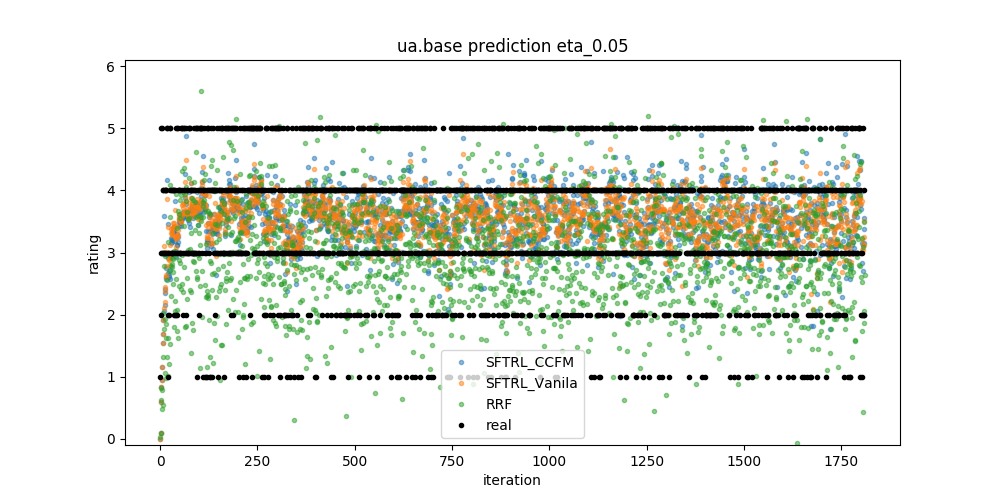 ua.base prediction eta_0.05
rating
6
5
4
3
2
1
0
SFTRL_CCFM
SFTRL_Vanila
RRF
real
0 250 500 750 1000 1250 1500 1750
iteration